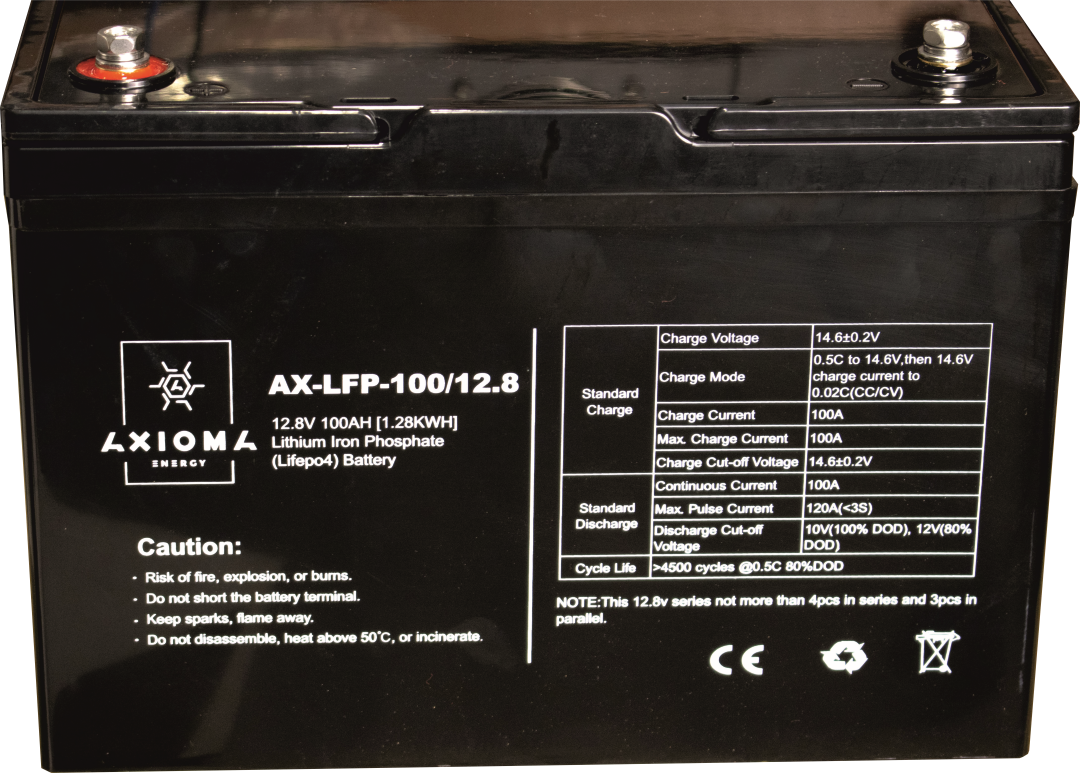 AXIOMA
ENERGY
AX-LFP-100/12.8
12.8V 100AH [1.28KWH]
Lithium Iron Phosphate
(Lifepo4) Battery
Caution:
· Risk of fire, explosion, or burns.
· Do not short the battery terminal.
· Keep sparks, flame away.
· Do not disassemble, heat above 50°C, or incinerate.
Standard
Charge
Charge Voltage 14.6±0.2V
Charge Mode
0.5C to 14.6V,then 14.6V
charge current to
0.02C(CC/CV)
Charge Current 100A
Max. Charge Current 100A
Charge Cut-off Voltage 14.6±0.2V
Standard
Discharge
Continuous Current 100A
Max. Pulse Current 120A(<3S)
Discharge Cut-off
Voltage
10V(100% DOD), 12V(80%
DOD)
Cycle Life >4500 cycles @0.5C 80%DOD
NOTE:This 12.8v series not more than 4pcs in series and 3pcs in
parallel.
CE